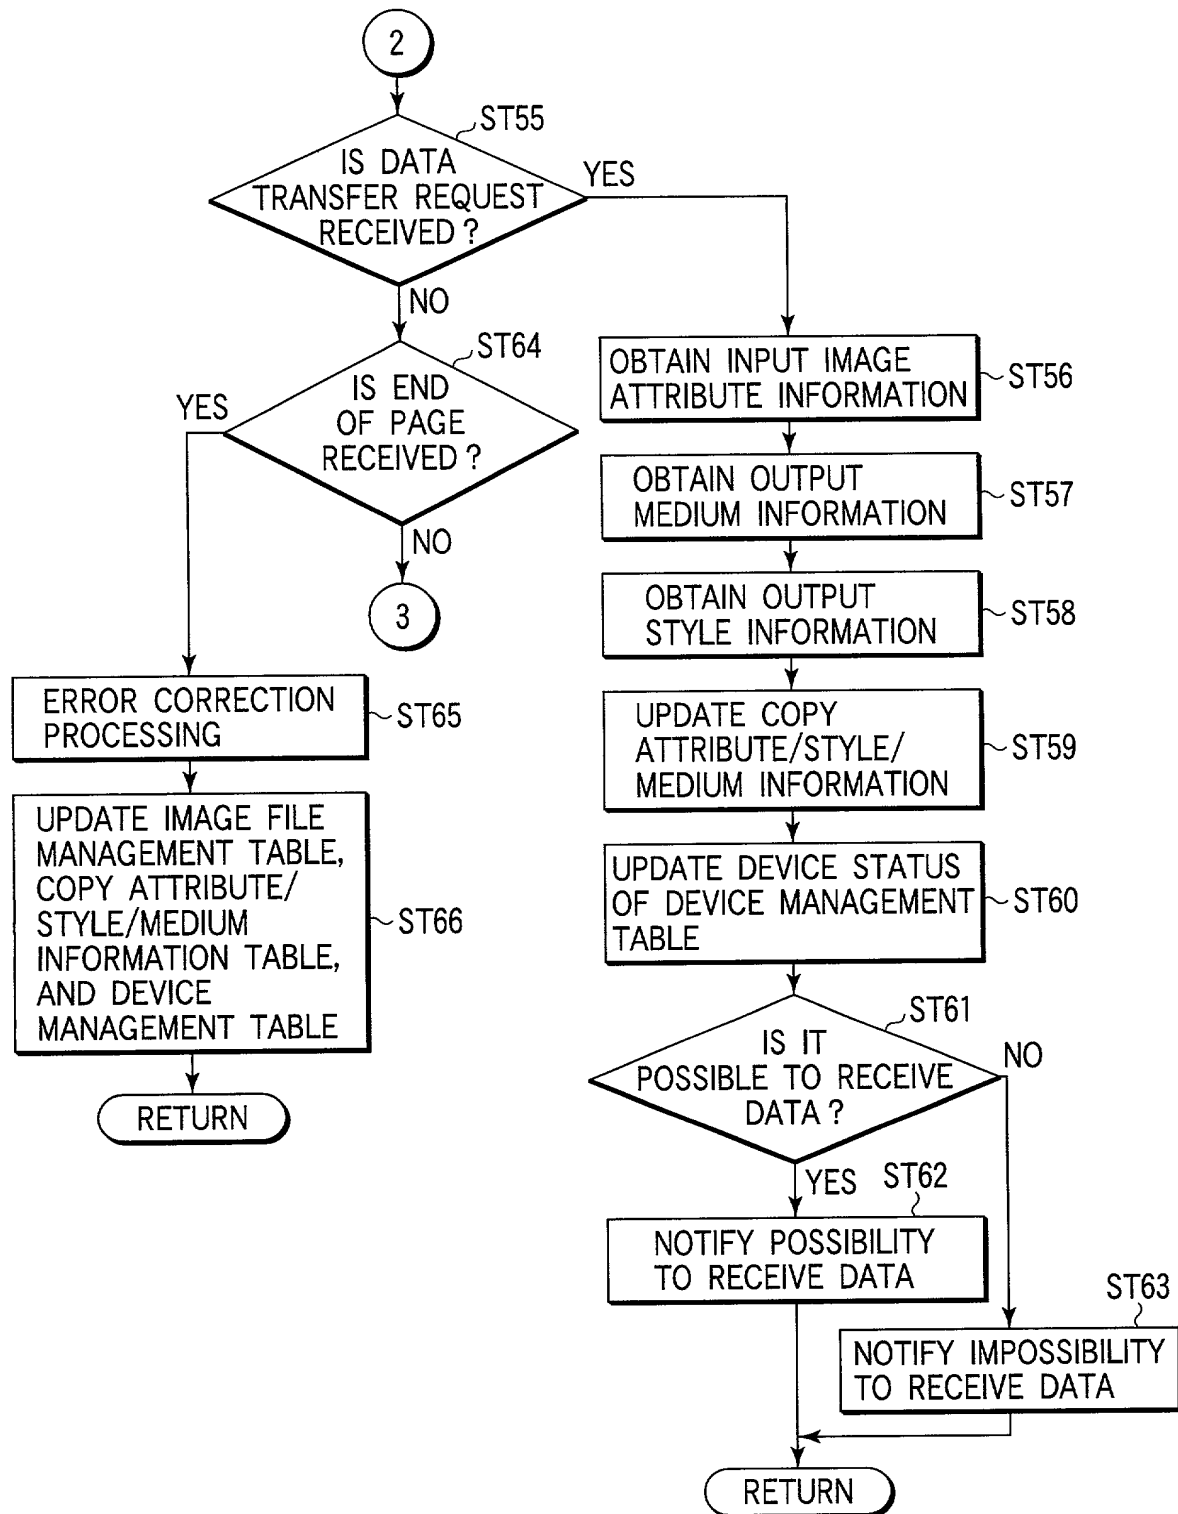 2
ST55
IS DATA
TRANSFER REQUEST
RECEIVED?
YES
NO
ST64
IS END
OF PAGE
RECEIVED?
YES
NO
3
ERROR CORRECTION
PROCESSING
ST65
UPDATE IMAGE FILE
MANAGEMENT TABLE,
COPY ATTRIBUTE/
STYLE/MEDIUM
INFORMATION TABLE,
AND DEVICE
MANAGEMENT TABLE
ST66
RETURN
OBTAIN INPUT IMAGE
ATTRIBUTE INFORMATION
ST56
OBTAIN OUTPUT
MEDIUM INFORMATION
ST57
OBTAIN OUTPUT
STYLE INFORMATION
ST58
UPDATE COPY
ATTRIBUTE/STYLE/
MEDIUM INFORMATION
ST59
UPDATE DEVICE STATUS
OF DEVICE MANAGEMENT
TABLE
ST60
ST61
IS IT
POSSIBLE TO RECEIVE
DATA?
NO
YES
ST62
NOTIFY POSSIBILITY
TO RECEIVE DATA
ST63
NOTIFY IMPOSSIBILITY
TO RECEIVE DATA
RETURN